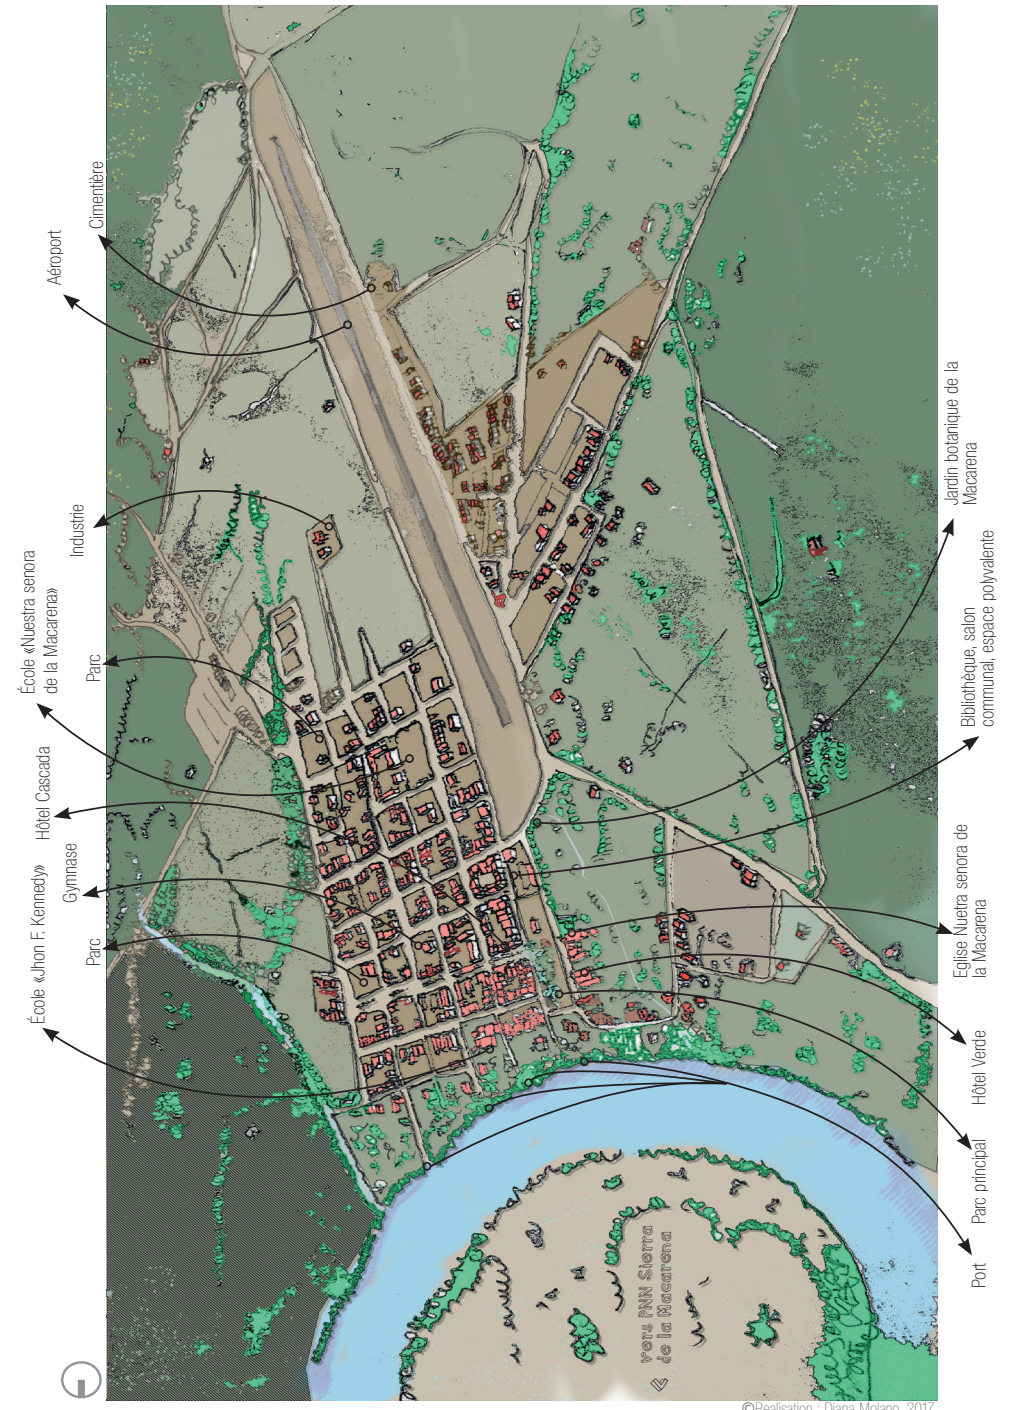 Cimentière
Aéroport
Industrie
École «Nuestra senora
de la Macarena»
Parc
Hôtel Cascada
Gymnase
École «Jhon F. Kennedy»
Parc
Jardin botanique de la
Macarena
Bibliothèque, salon
communal, espace polyvalente
Eglise Nuetra senora de
la Macarena
Hôtel Verde
Parc principal
Port
vers PNN Sierra
de la Macarena
©Realisation : Diana Molano, 2017